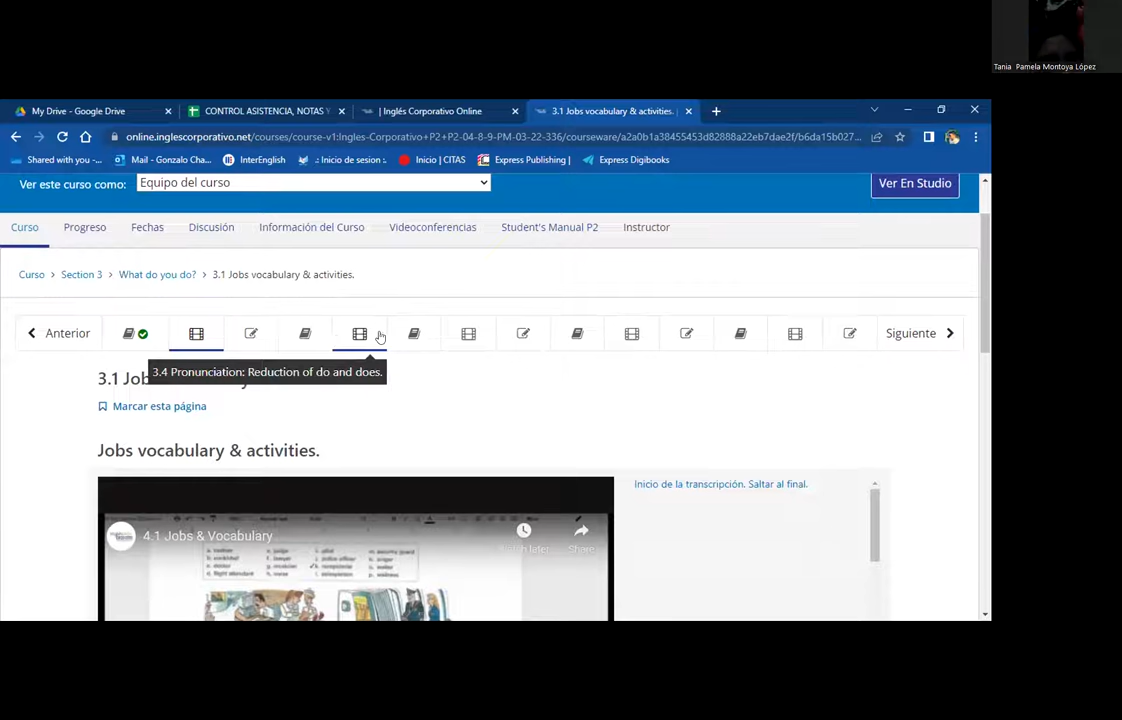 Tania Pamela Montoya López
My Drive - Google Drive
CONTROL ASISTENCIA, NOTAS Y
| Inglés Corporativo Online
3.1 Jobs vocabulary & activities. |
online.inglescorporativo.net/courses/course-v1:Ingles-Corporativo+P2+P2-04-8-9-PM-03-22-336/courseware/a2a0b1a38455453d82888a22eb7dae2f/b6da15b027...
Shared with you -...
Mail - Gonzalo Cha...
InterEnglish
.: Inicio de sesion :.
Inicio | CITAS
Express Publishing |
Express Digibooks
Ver este curso como:
Equipo del curso
Ver En Studio
Curso
Progreso
Fechas
Discusión
Información del Curso
Videoconferencias
Student's Manual P2
Instructor
Curso > Section 3 > What do you do? > 3.1 Jobs vocabulary & activities.
Anterior
Siguiente
3.4 Pronunciation: Reduction of do and does.
3.1 Job
Marcar esta página
Jobs vocabulary & activities.
Inicio de la transcripción. Saltar al final.
4.1 Jobs & Vocabulary
Share